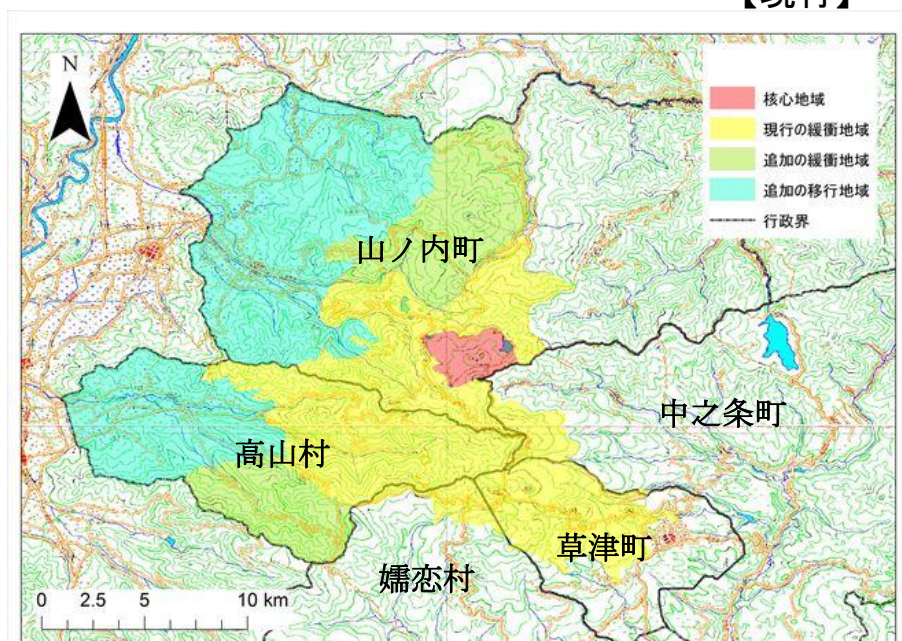 【現行】
N
核心地域
現行の緩衝地域
追加の緩衝地域
追加の移行地域
行政界
山ノ内町
中之条町
高山村
草津町
嬬恋村
0 2.5 5 10 km